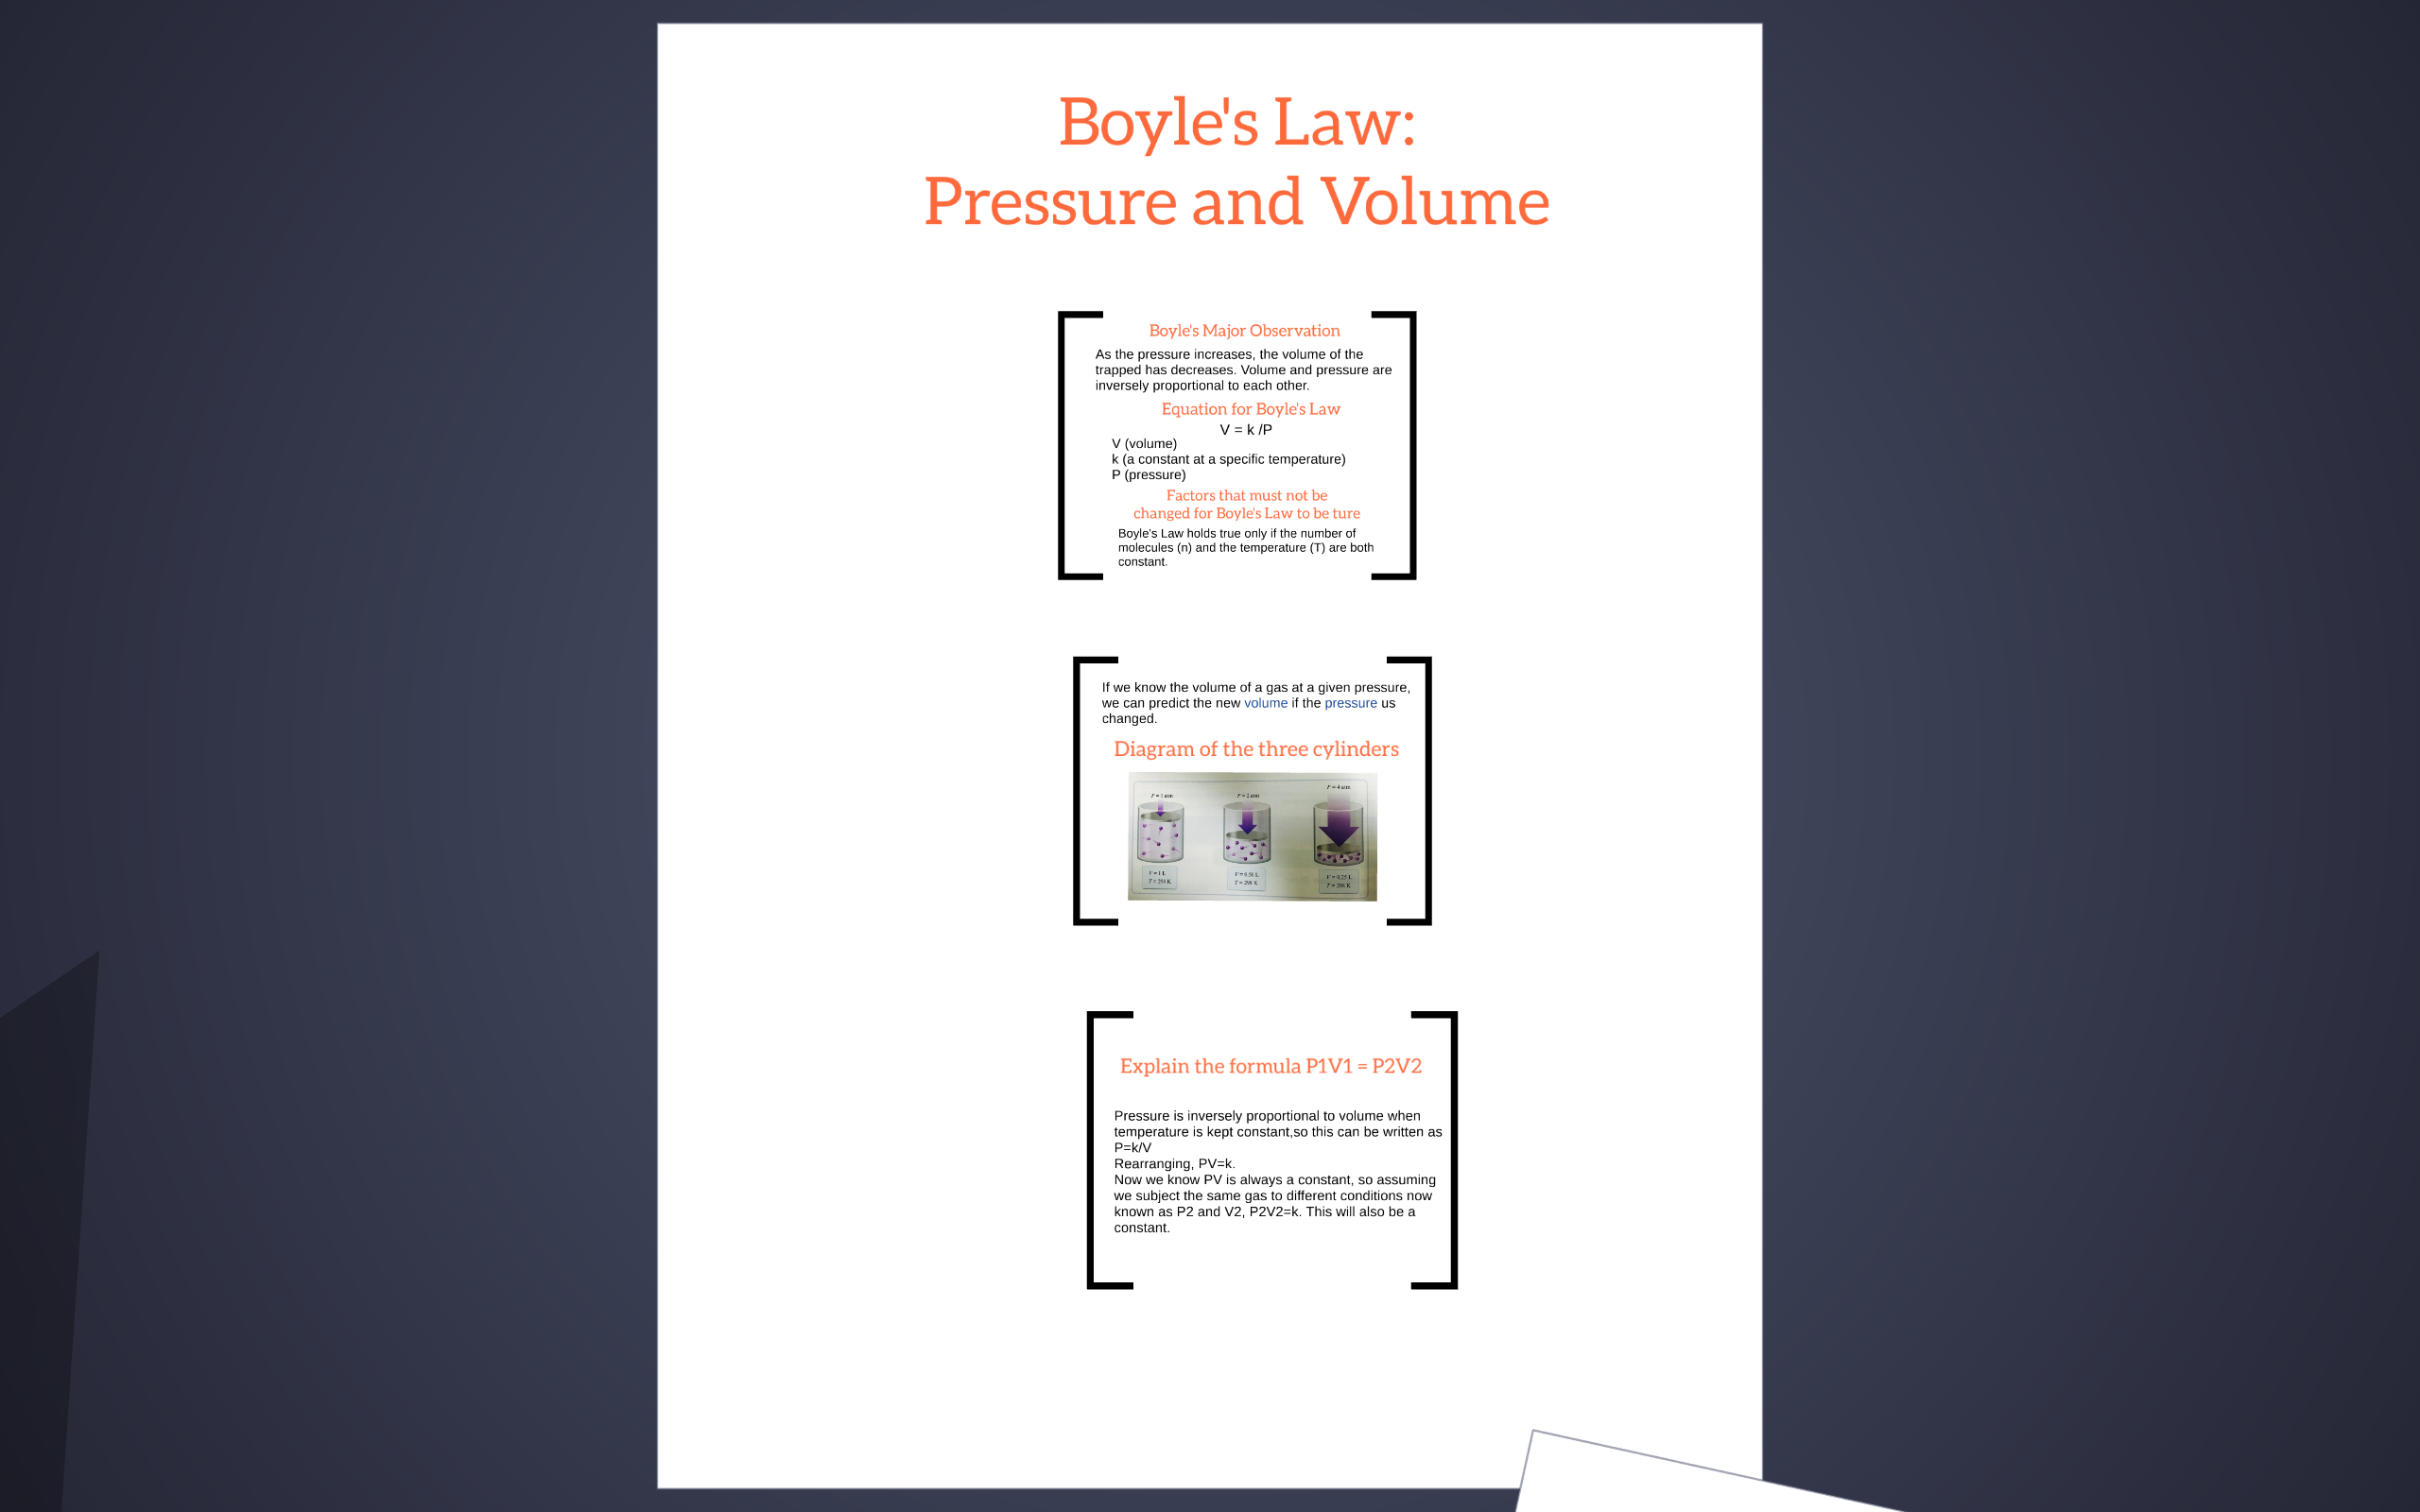 Boyle's Law:
Pressure and Volume
Boyle's Major Observation
As the pressure increases, the volume of the
trapped has decreases. Volume and pressure are
inversely proportional to each other.
Equation for Boyle's Law
V = k /P
V (volume)
k (a constant at a specific temperature)
P (pressure)
Factors that must not be
changed for Boyle's Law to be ture
Boyle's Law holds true only if the number of
molecules (n) and the temperature (T) are both
constant.
If we know the volume of a gas at a given pressure,
we can predict the new volume if the pressure us
changed.
Diagram of the three cylinders
P = 1 atm
P = 2 atm
P = 4 atm
V = 1 L
T = 298 K
V = 0.50 L
T = 298 K
V = 0.25 L
T = 298 K
Explain the formula P1V1 = P2V2
Pressure is inversely proportional to volume when
temperature is kept constant,so this can be written as
P=k/V
Rearranging, PV=k.
Now we know PV is always a constant, so assuming
we subject the same gas to different conditions now
known as P2 and V2, P2V2=k. This will also be a
constant.